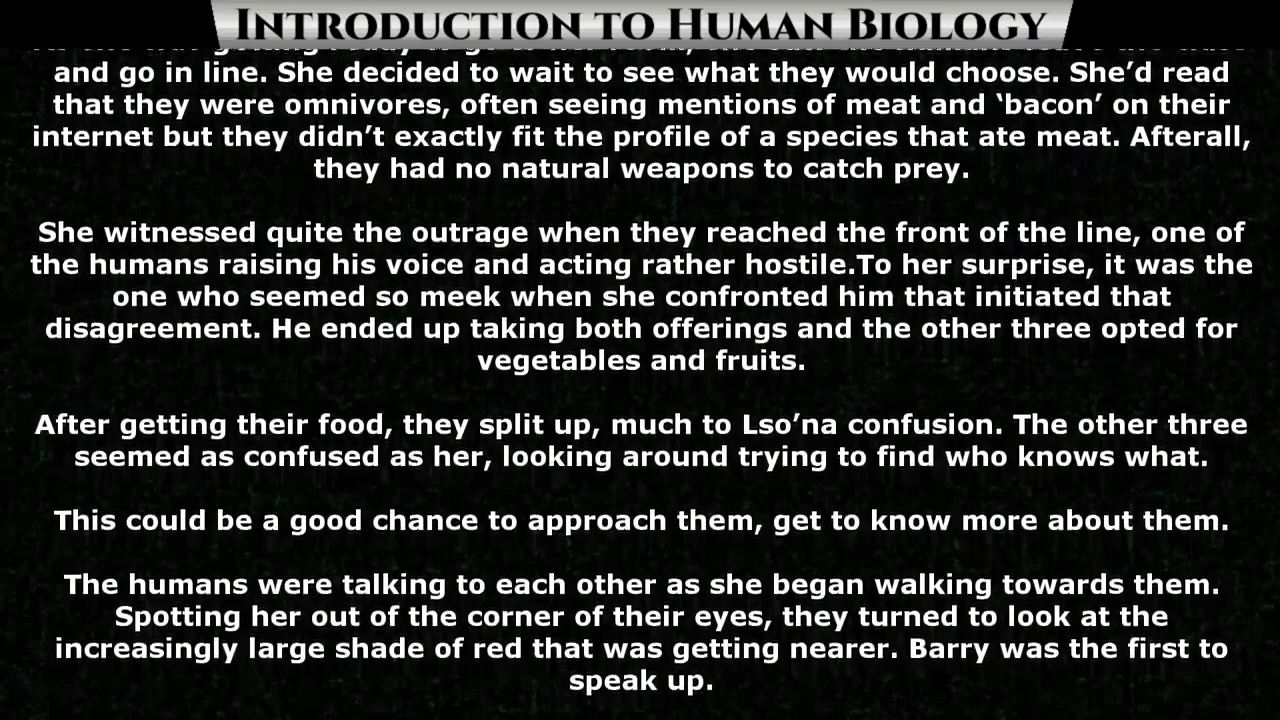 Introduction to Human Biology
and go in line. She decided to wait to see what they would choose. She’d read
that they were omnivores, often seeing mentions of meat and ‘bacon’ on their
internet but they didn’t exactly fit the profile of a species that ate meat. Afterall,
they had no natural weapons to catch prey.
She witnessed quite the outrage when they reached the front of the line, one of
the humans raising his voice and acting rather hostile.To her surprise, it was the
one who seemed so meek when she confronted him that initiated that
disagreement. He ended up taking both offerings and the other three opted for
vegetables and fruits.
After getting their food, they split up, much to Lso’na confusion. The other three
seemed as confused as her, looking around trying to find who knows what.
This could be a good chance to approach them, get to know more about them.
The humans were talking to each other as she began walking towards them.
Spotting her out of the corner of their eyes, they turned to look at the
increasingly large shade of red that was getting nearer. Barry was the first to
speak up.